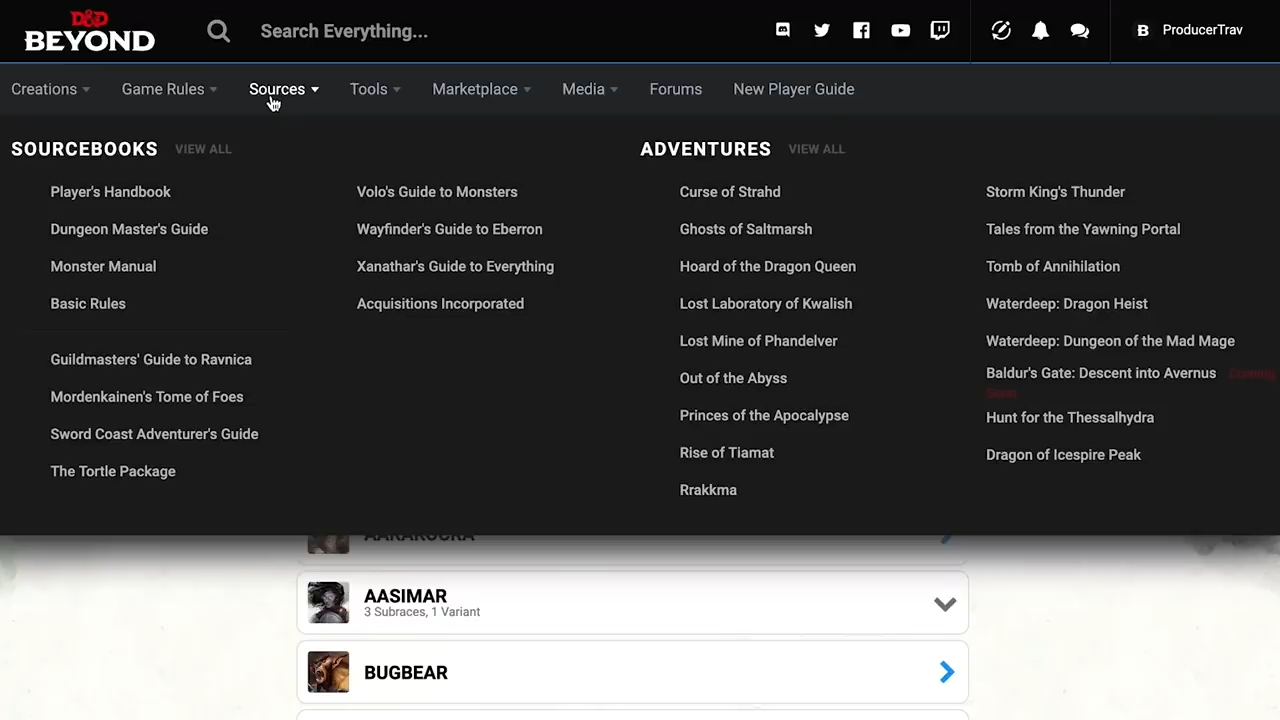 D&D
BEYOND
Search Everything...
B ProducerTrav
Creations
Game Rules
Sources
Tools
Marketplace
Media
Forums
New Player Guide
SOURCEBOOKS VIEW ALL
Player's Handbook
Dungeon Master's Guide
Monster Manual
Basic Rules
Guildmasters' Guide to Ravnica
Mordenkainen's Tome of Foes
Sword Coast Adventurer's Guide
The Tortle Package
Volo's Guide to Monsters
Wayfinder's Guide to Eberron
Xanathar's Guide to Everything
Acquisitions Incorporated
ADVENTURES VIEW ALL
Curse of Strahd
Ghosts of Saltmarsh
Hoard of the Dragon Queen
Lost Laboratory of Kwalish
Lost Mine of Phandelver
Out of the Abyss
Princes of the Apocalypse
Rise of Tiamat
Rrakkma
Storm King's Thunder
Tales from the Yawning Portal
Tomb of Annihilation
Waterdeep: Dragon Heist
Waterdeep: Dungeon of the Mad Mage
Baldur's Gate: Descent into Avernus Coming
Soon
Hunt for the Thessalhydra
Dragon of Icespire Peak
AARAKOCRA
AASIMAR
3 Subraces, 1 Variant
BUGBEAR